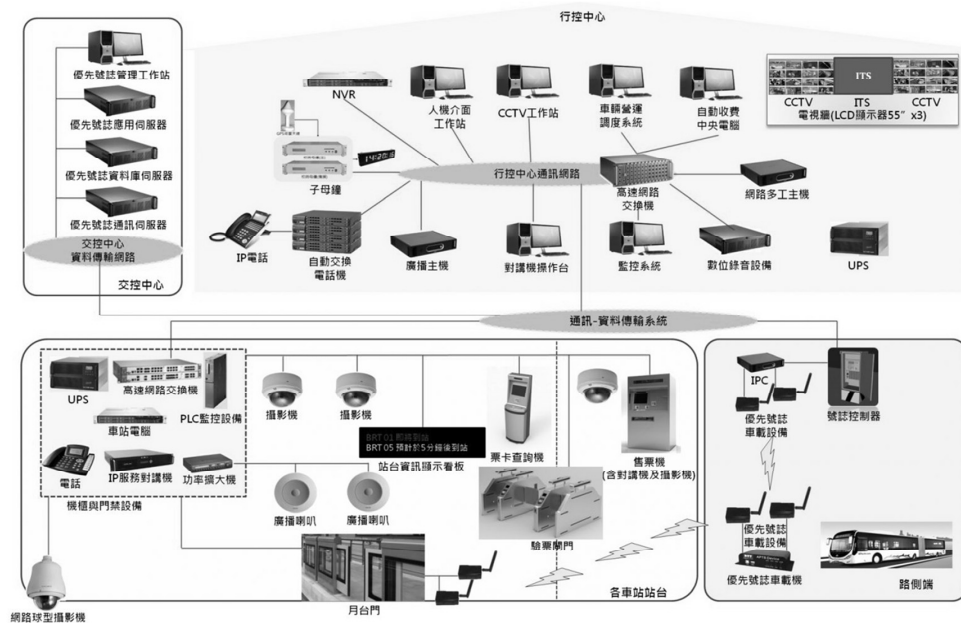 行控中心
優先號誌管理工作站
優先號誌應用伺服器
優先號誌資料庫伺服器
優先號誌通訊伺服器
交控中心
資料傳輸網路
交控中心
NVR
人機介面
工作站
CCTV工作站
車輛營運
調度系統
自動收費
中央電腦
ITS
CCTV
ITS
CCTV
電視牆(LCD顯示器55” x3)
子母鐘
行控中心通訊網路
高速網路
交換機
網路多工主機
IP電話
自動交換
電話機
廣播主機
對講機操作台
監控系統
數位錄音設備
UPS
通訊-資料傳輸系統
UPS
高速網路交換機
PLC監控設備
車站電腦
電話
IP服務對講機
功率擴大機
機櫃與門禁設備
網路球型攝影機
攝影機
攝影機
BRT 01 即將到站
BRT 05 預計於5分鐘後到站
站台資訊顯示看板
廣播喇叭
廣播喇叭
月台門
票卡查詢機
驗票閘門
售票機
(含對講機及攝影機)
各車站站台
IPC
優先號誌
車載設備
號誌控制器
優先號誌
車載設備
優先號誌車載機
路側端